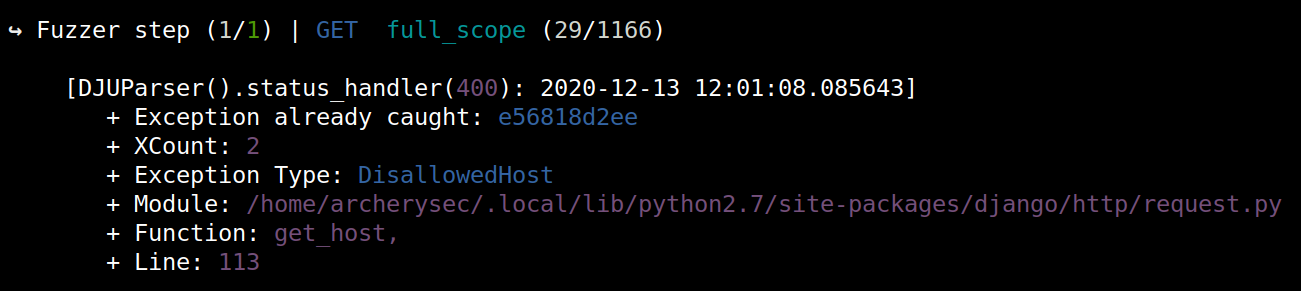 ↪ Fuzzer step (1/1) | GET  full_scope (29/1166)
[DJUParser().status_handler(400): 2020-12-13 12:01:08.085643]
+ Exception already caught: e56818d2ee
+ XCount: 2
+ Exception Type: DisallowedHost
+ Module: /home/archerysec/.local/lib/python2.7/site-packages/django/http/request.py
+ Function: get_host,
+ Line: 113